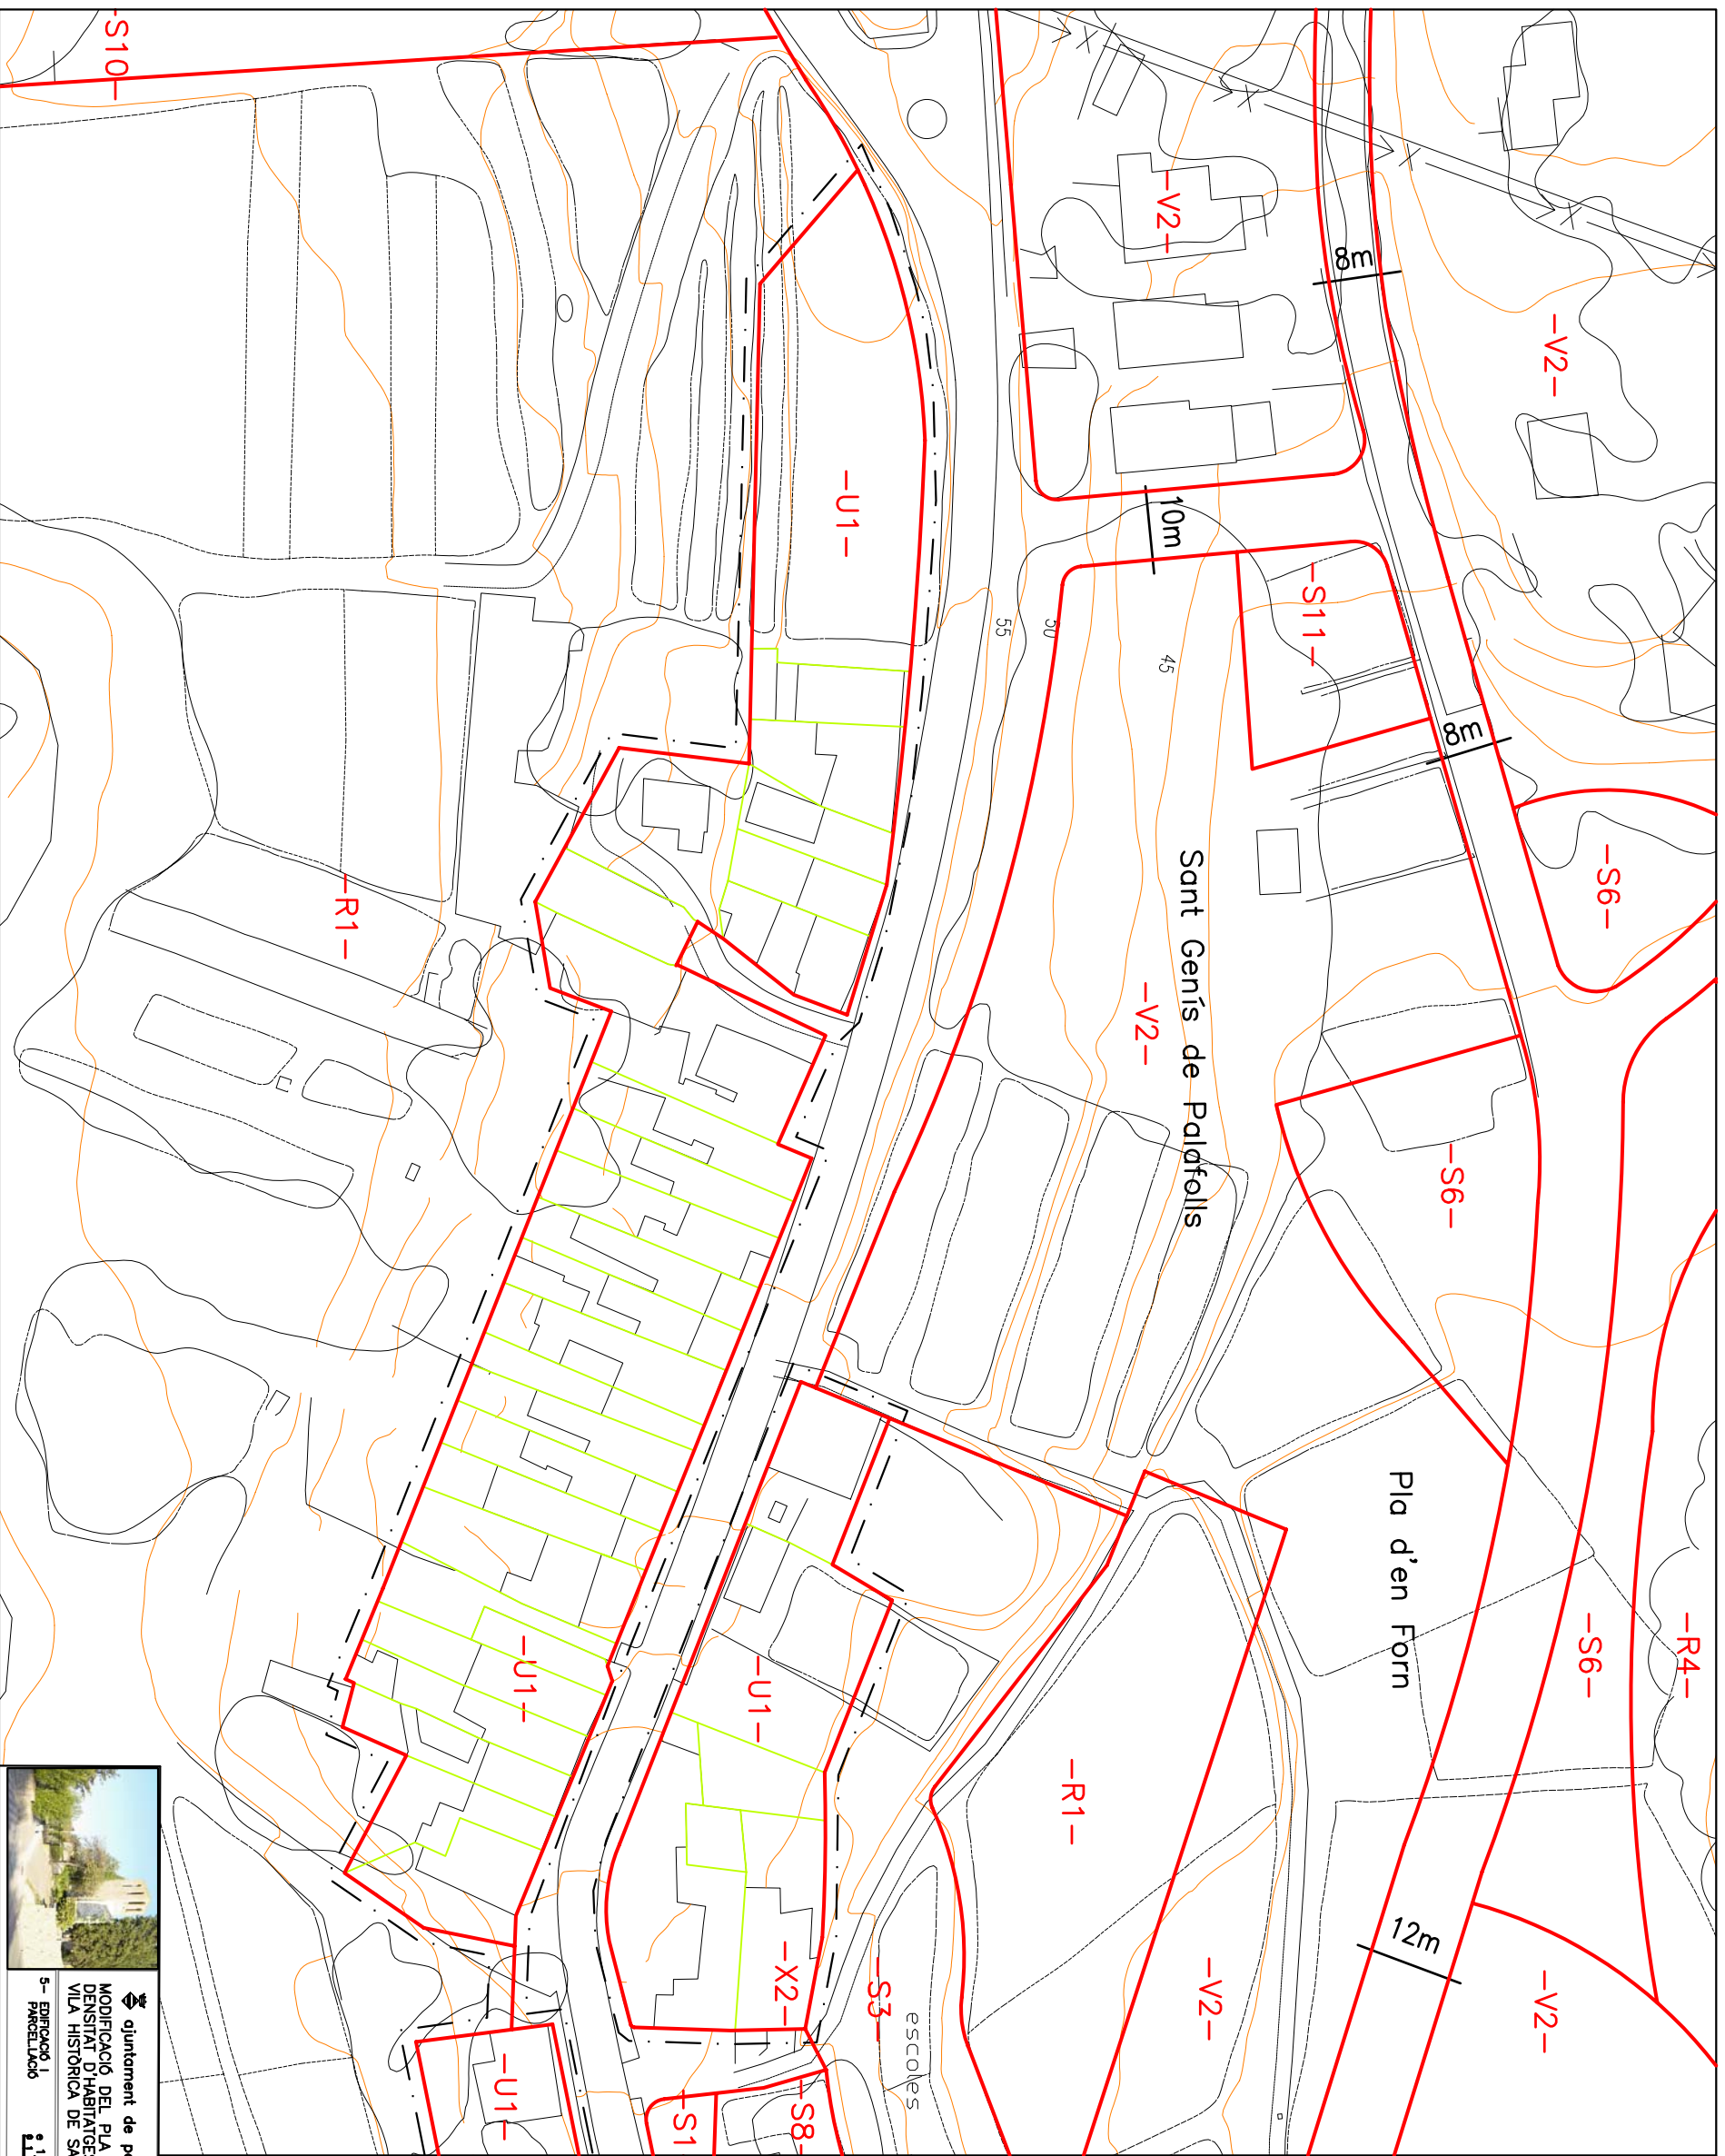 -S10-
-V2-
8m
-V2-
-U1-
10m
-S11-
55
50
45
8m
-S6-
-R1-
Sant Genís de Palafolls
-V2-
-S6-
Pla d'en Forn
-S6-
-R4-
-U1-
-U1-
-R1-
12m
-V2-
-V2-
-X2-
-S3-
escoles
-U1-
-S1
-S8-
ajuntament de
MODIFICACIÓ DEL PLA
DENSITAT D'HABITATGES
VILA HISTÒRICA DE
5- EDIFICACIÓ I
PARCEL·LACIÓ